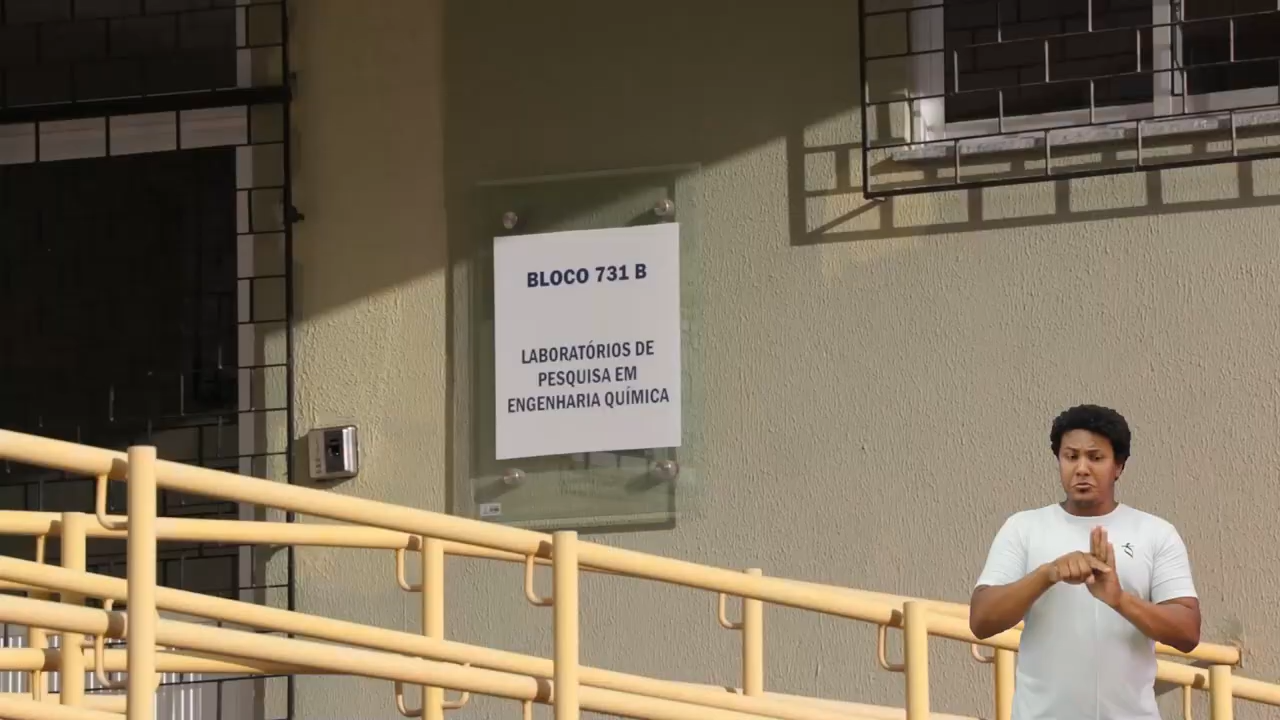 BLOCO 731 B
LABORATÓRIOS DE
PESQUISA EM
ENGENHARIA QUÍMICA